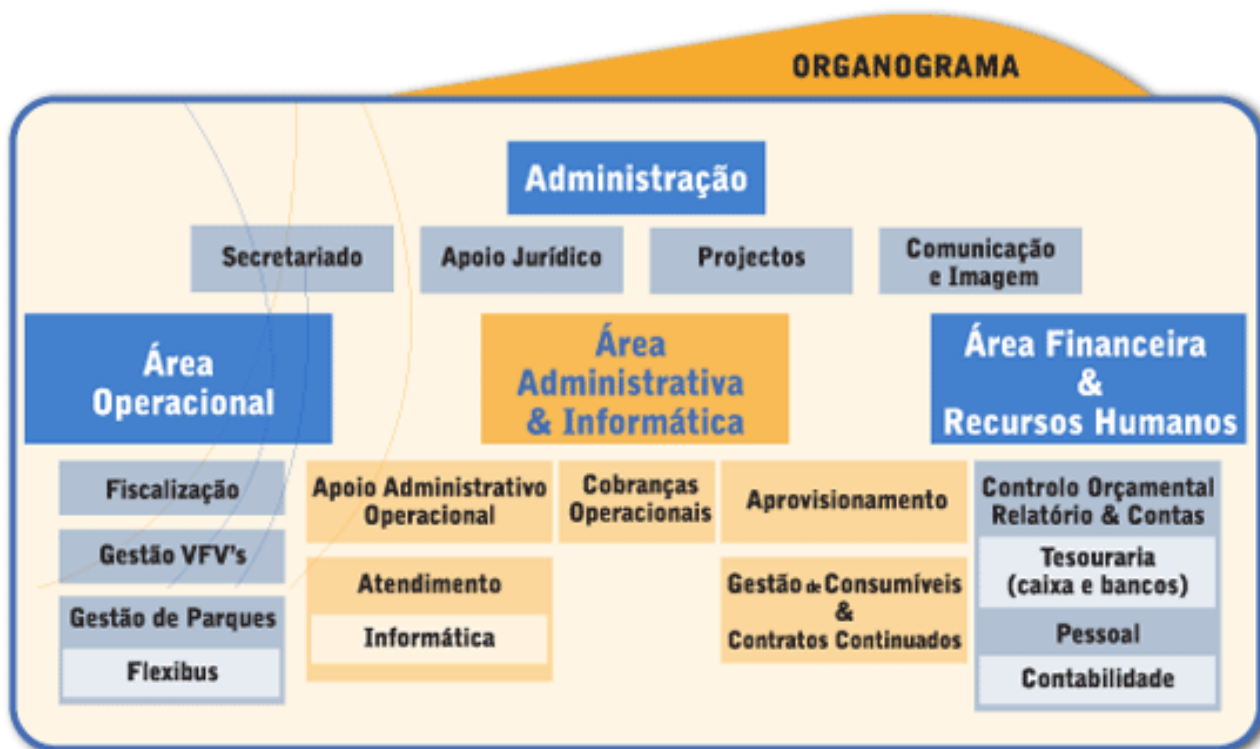 ORGANOGRAMA
Administração
Secretariado
Apoio Jurídico
Projectos
Comunicação
e Imagem
Área
Operacional
Área
Administrativa
& Informática
Área Financeira
&
Recursos Humanos
Fiscalização
Gestão VFV's
Gestão de Parques
Flexibus
Apoio Administrativo
Operacional
Atendimento
Informática
Cobranças
Operacionais
Aprovisionamento
Gestão de Consumíveis
&
Contratos Continuados
Controlo Orçamental
Relatório & Contas
Tesouraria
(caixa e bancos)
Pessoal
Contabilidade